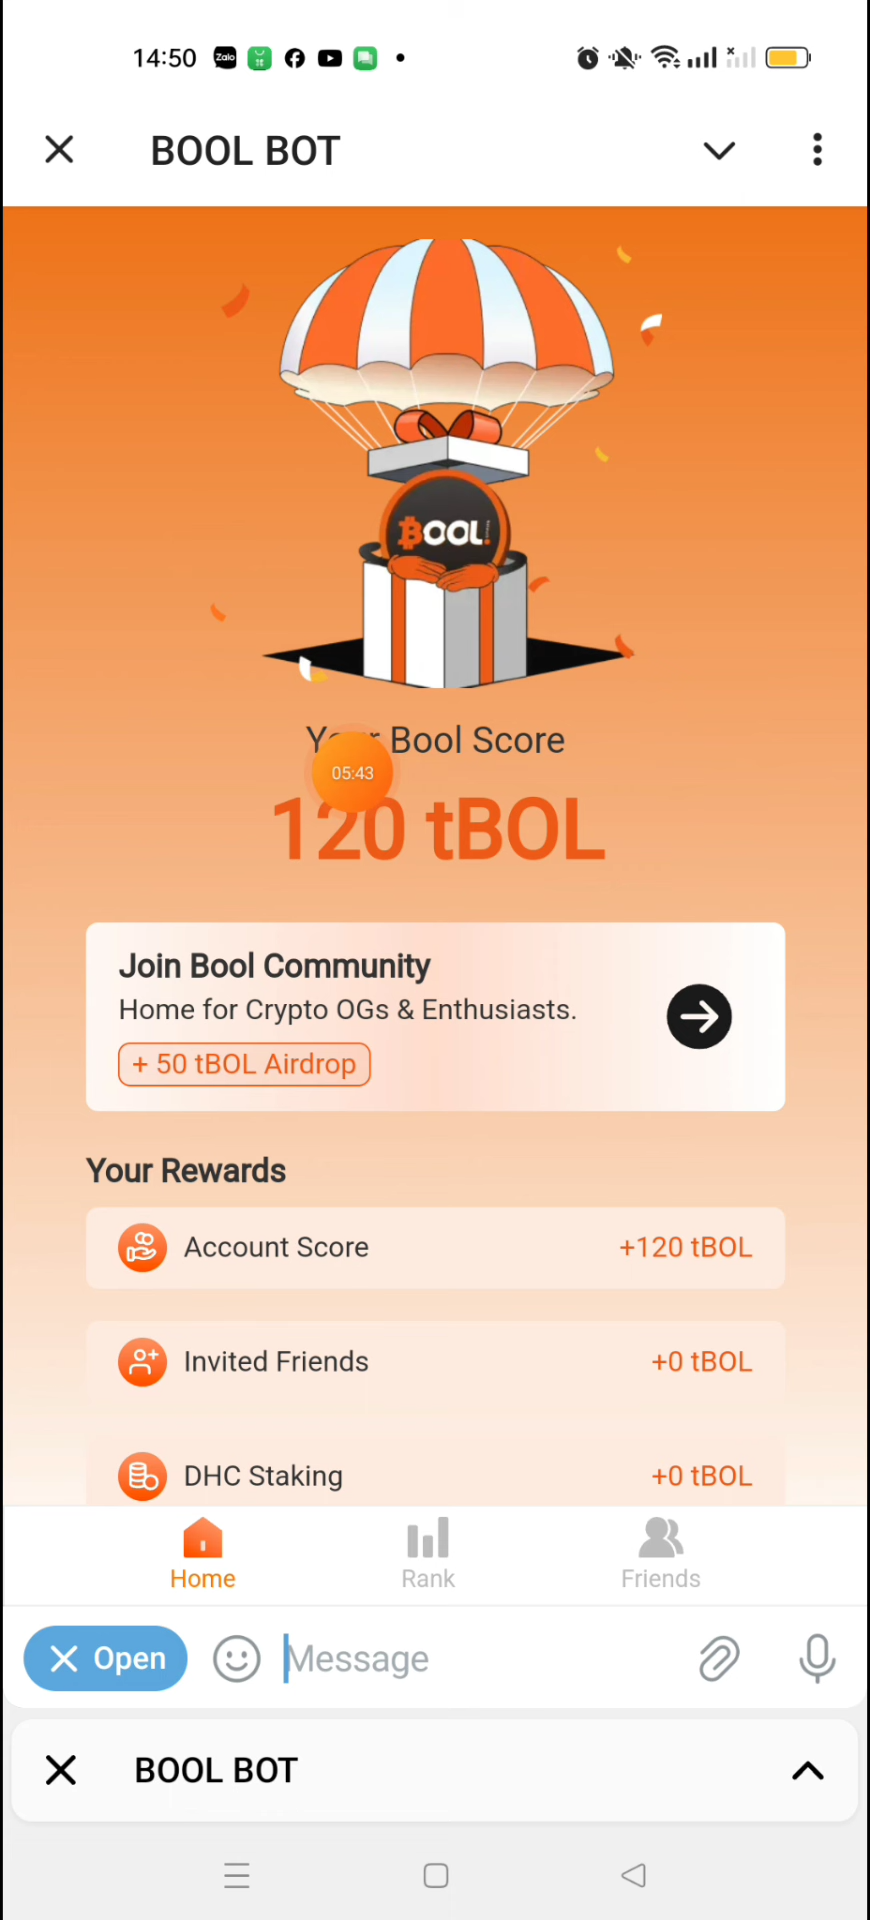 14:50 Zalo
BOOL BOT
BOOL
Your Bool Score
05:43
120 tBOL
Join Bool Community
Home for Crypto OGs & Enthusiasts.
+ 50 tBOL Airdrop
Your Rewards
Account Score +120 tBOL
Invited Friends +0 tBOL
DHC Staking +0 tBOL
Home Rank Friends
Open Message
BOOL BOT